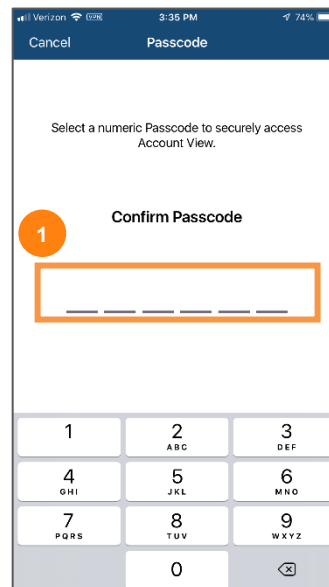 Verizon VPN 3:35 PM 74%
Cancel Passcode
Select a numeric Passcode to securely access
Account View.
Confirm Passcode
1
1 2 3
ABC DEF
4 5 6
GHI JKL MNO
7 8 9
PQRS TUV WXYZ
0